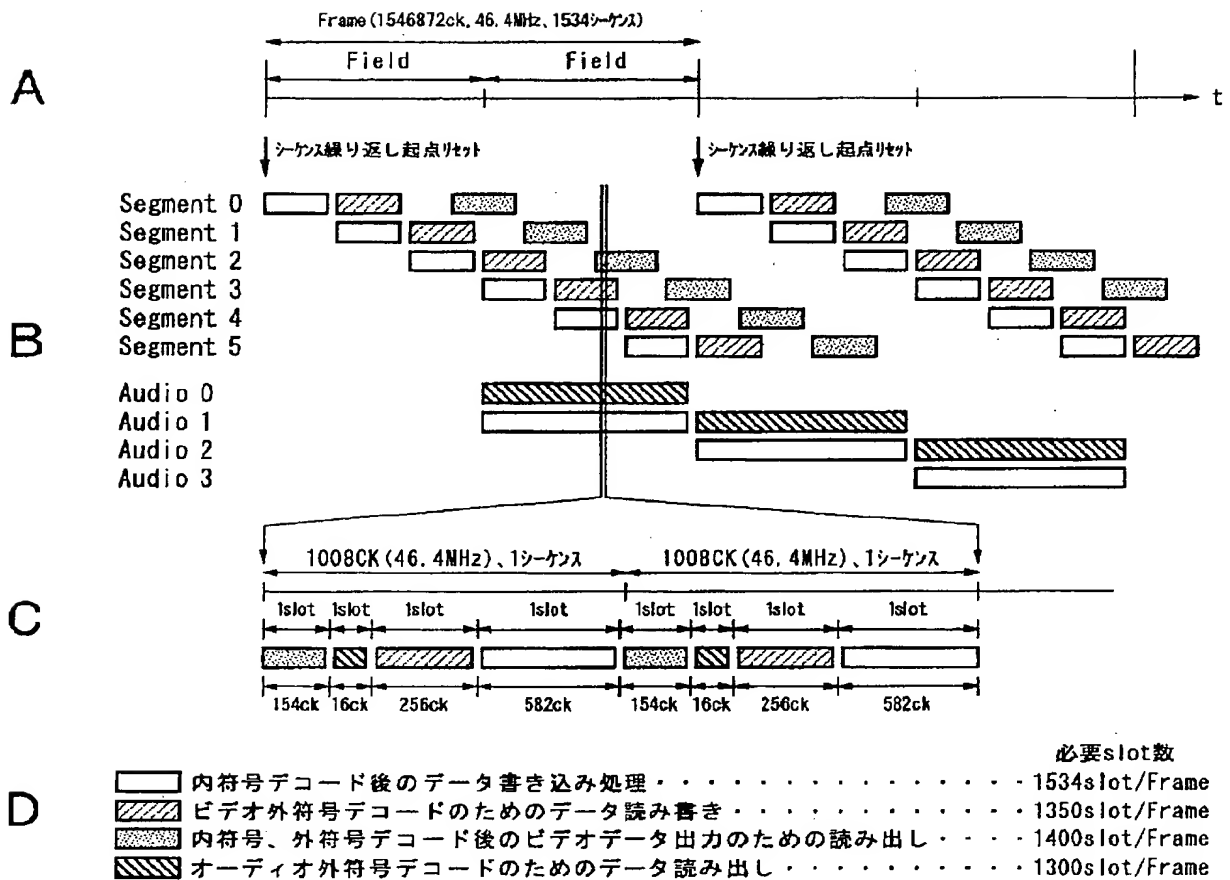 Frame(1546872ck, 46.4MHz、1534シーケンス)
A
Field
Field
t
シーケンス繰り返し起点リセット
シーケンス繰り返し起点リセット
B
Segment 0
Segment 1
Segment 2
Segment 3
Segment 4
Segment 5
Audio 0
Audio 1
Audio 2
Audio 3
1008CK(46.4MHz)、1シーケンス
1008CK(46.4MHz)、1シーケンス
C
1slot 1slot 1slot 1slot 1slot 1slot 1slot 1slot
154ck 16ck 256ck 582ck 154ck 16ck 256ck 582ck
必要slot数
D
内符号デコード後のデータ書き込み処理・・・・・・・・・・・・・・・1534slot/Frame
ビデオ外符号デコードのためのデータ読み書き・・・・・・・・・・・・1350slot/Frame
内符号、外符号デコード後のビデオデータ出力のための読み出し・・・・1400slot/Frame
オーディオ外符号デコードのためのデータ読み出し・・・・・・・・・・1300slot/Frame